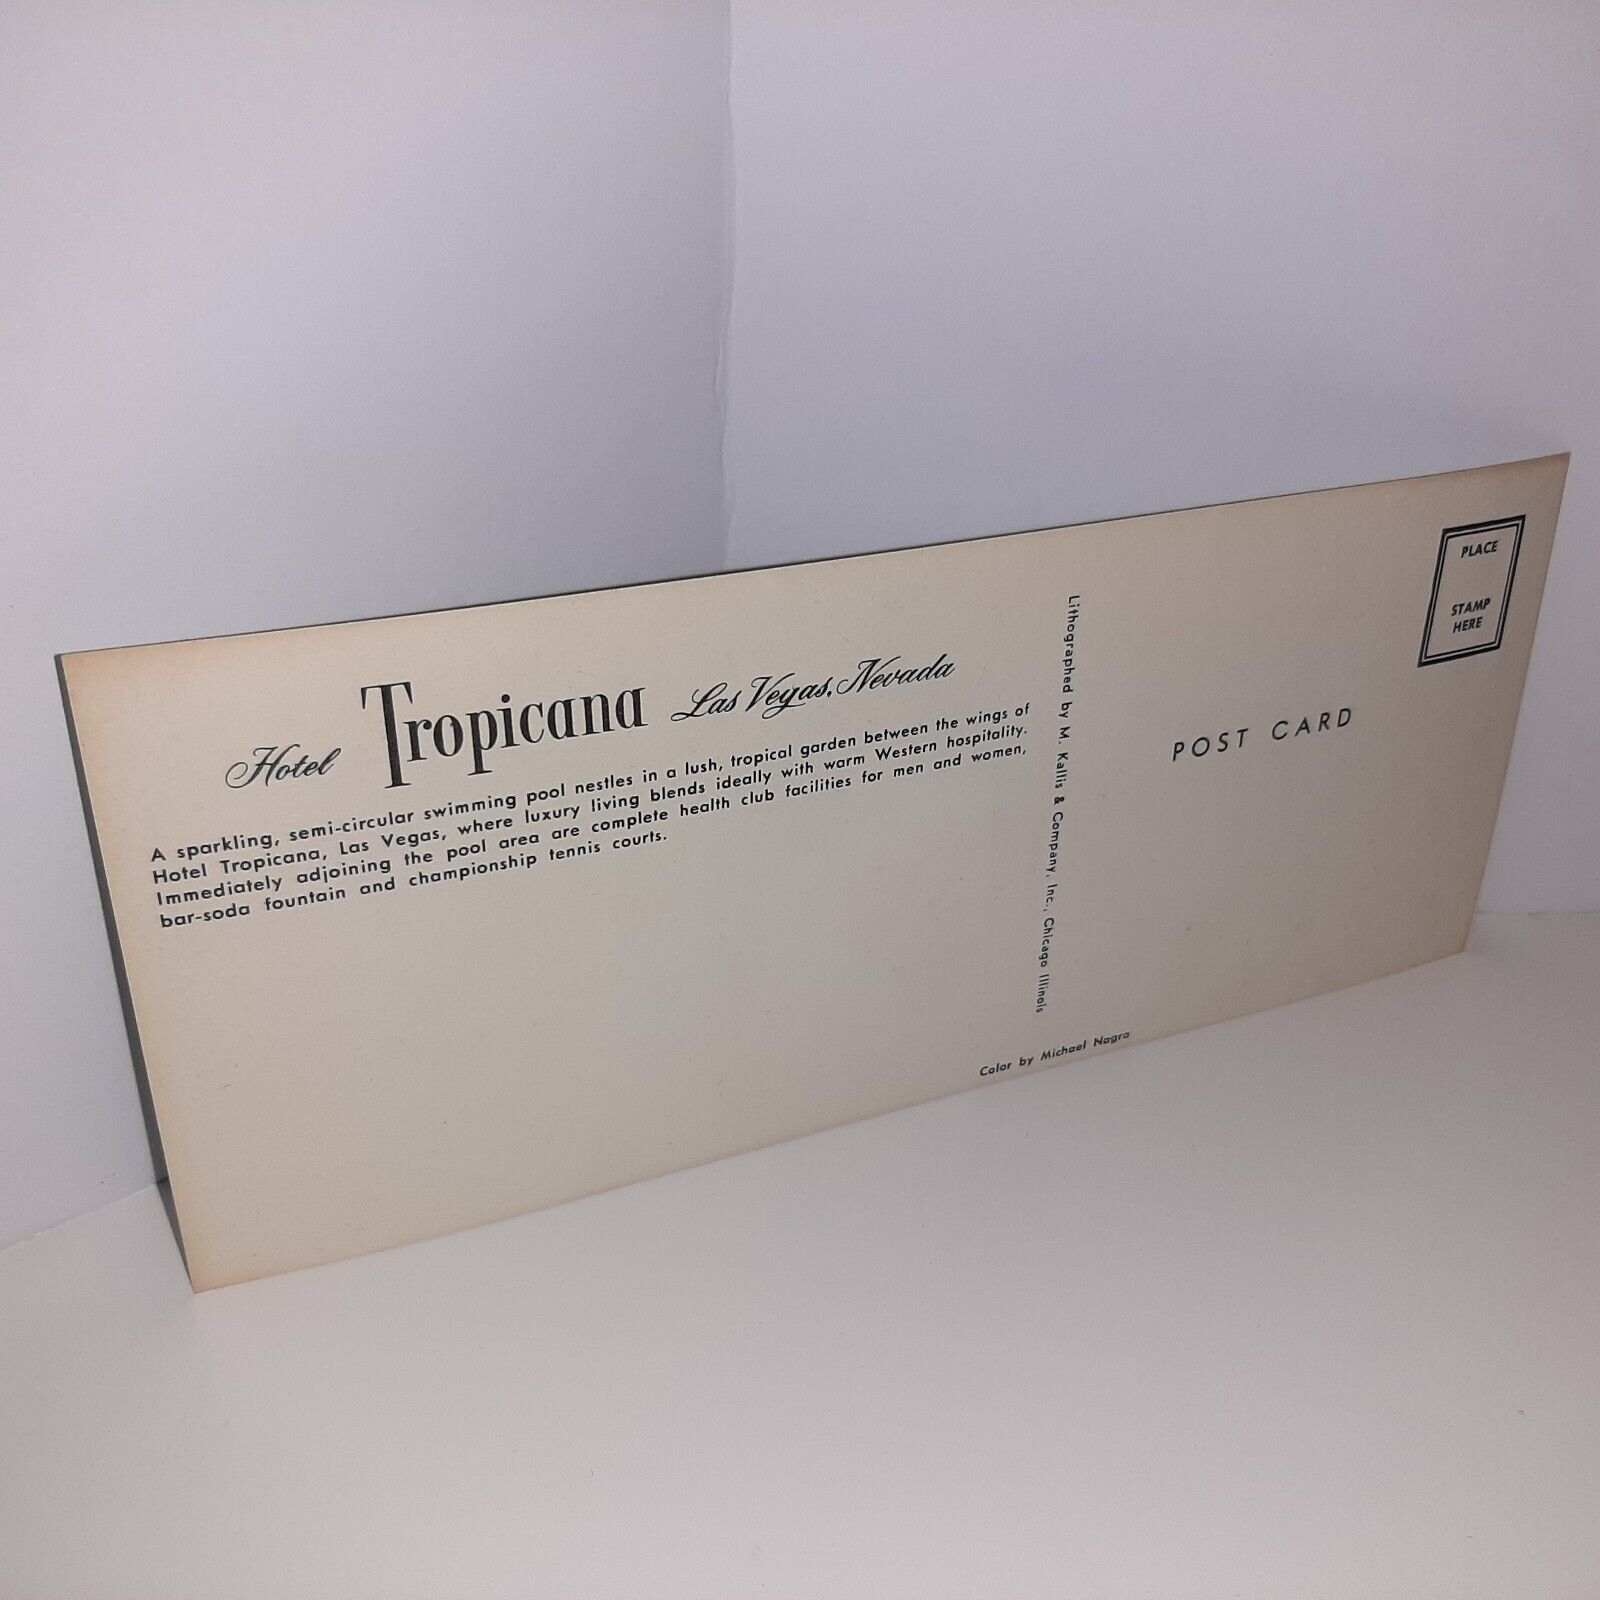 Hotel Tropicana Las Vegas, Nevada
A sparkling, semi-circular swimming pool nestles in a lush, tropical garden between the wings of
Hotel Tropicana, Las Vegas, where luxury living blends ideally with warm Western hospitality.
Immediately adjoining the pool area are complete health club facilities for men and women,
bar-soda fountain and championship tennis courts.
Lithographed by M. Kallis & Company, Inc., Chicago Illinois
Color by Michael Nagro
POST CARD
PLACE
STAMP
HERE